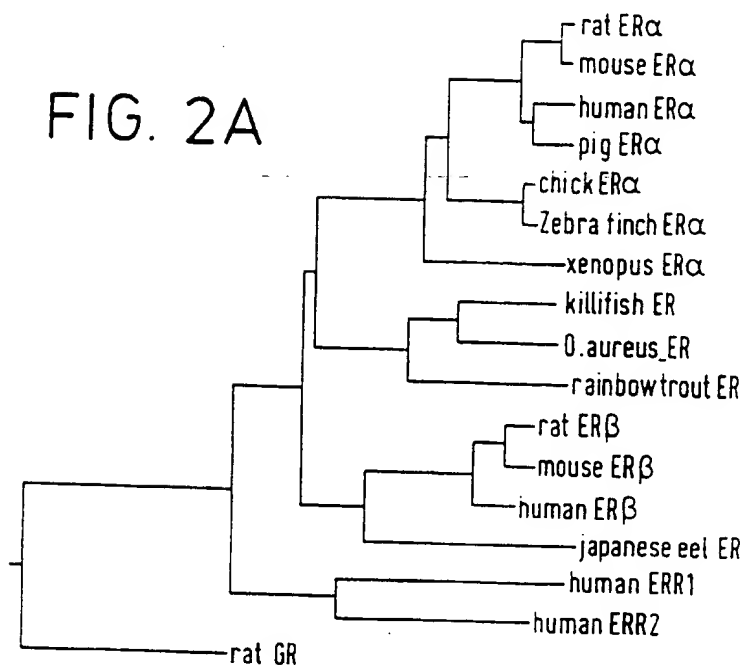 FIG. 2A
rat ERα
mouse ERα
human ERα
pig ERα
chick ERα
Zebra finch ERα
xenopus ERα
killifish ER
O.aureus_ER
rainbowtrout ER
rat ERβ
mouse ERβ
human ERβ
japanese eel ER
human ERR1
human ERR2
rat GR